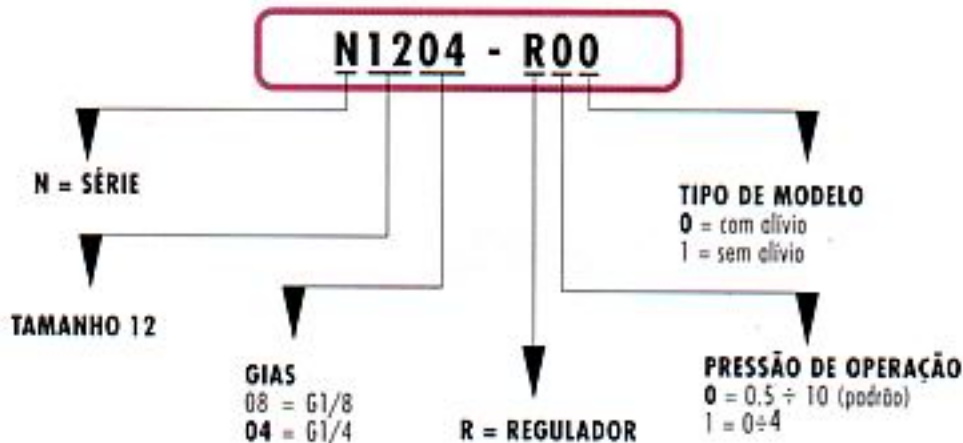 N1204 - R00
N = SÉRIE
TAMANHO 12
GIAS
08 = G1/8
04 = G1/4
R = REGULADOR
TIPO DE MODELO
0 = com alívio
1 = sem alívio
PRESSÃO DE OPERAÇÃO
0 = 0.5 ÷ 10 (padrão)
1 = 0÷4